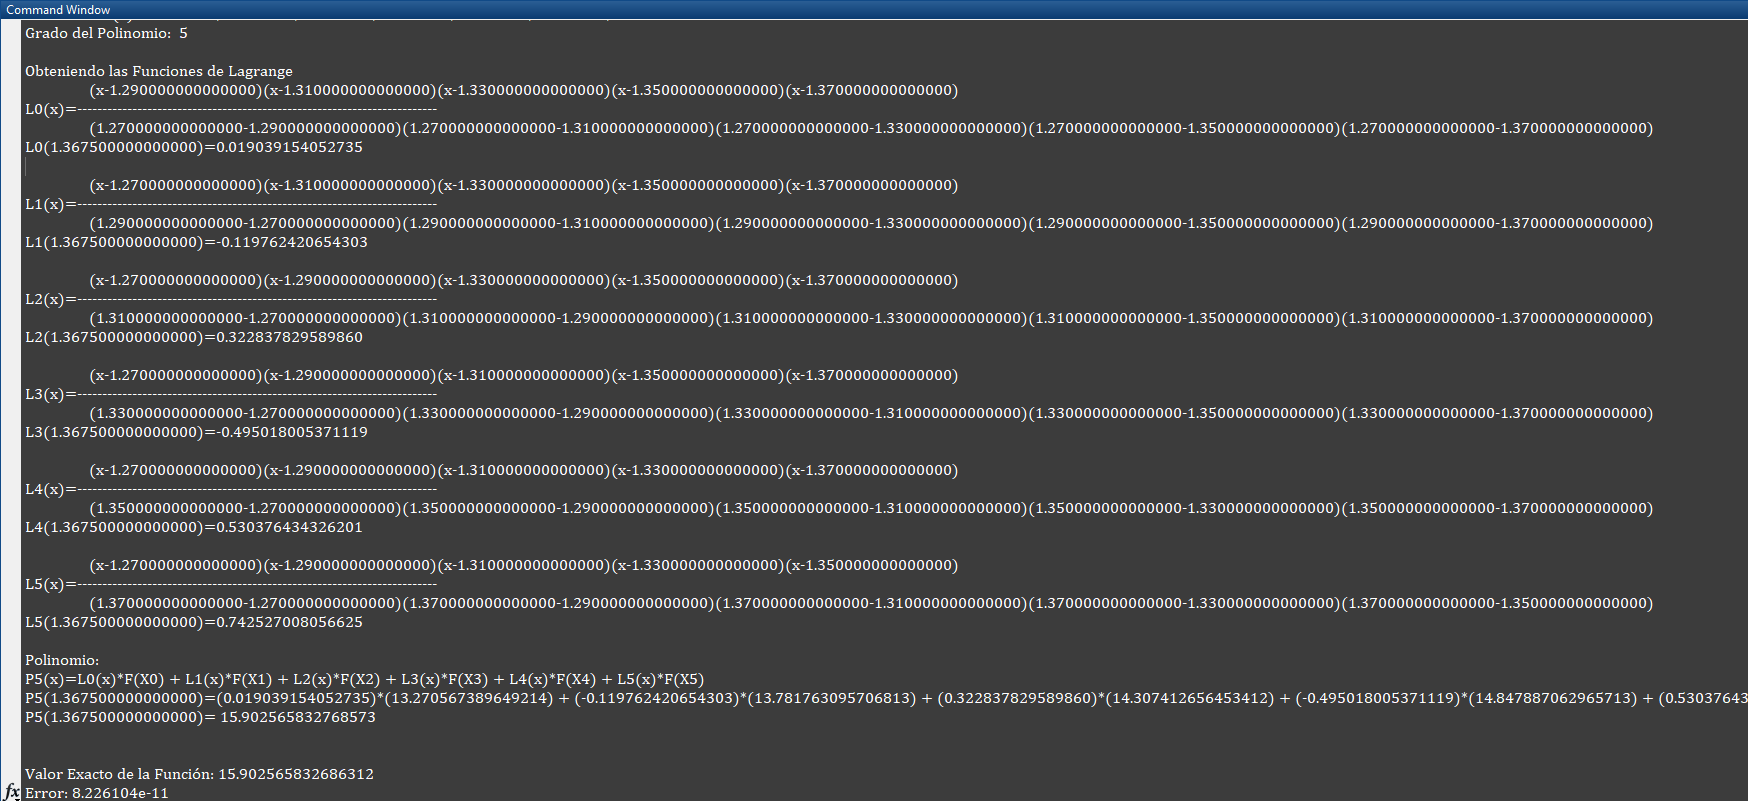 Command Window
Grado del Polinomio:  5
Obteniendo las Funciones de Lagrange
(x-1.290000000000000)(x-1.310000000000000)(x-1.330000000000000)(x-1.350000000000000)(x-1.370000000000000)
L0(x)=------------------------------------------------------------------------
(1.270000000000000-1.290000000000000)(1.270000000000000-1.310000000000000)(1.270000000000000-1.330000000000000)(1.270000000000000-1.350000000000000)(1.270000000000000-1.370000000000000)
L0(1.367500000000000)=0.019039154052735
(x-1.270000000000000)(x-1.310000000000000)(x-1.330000000000000)(x-1.350000000000000)(x-1.370000000000000)
L1(x)=------------------------------------------------------------------------
(1.290000000000000-1.270000000000000)(1.290000000000000-1.310000000000000)(1.290000000000000-1.330000000000000)(1.290000000000000-1.350000000000000)(1.290000000000000-1.370000000000000)
L1(1.367500000000000)=-0.119762420654303
(x-1.270000000000000)(x-1.290000000000000)(x-1.330000000000000)(x-1.350000000000000)(x-1.370000000000000)
L2(x)=------------------------------------------------------------------------
(1.310000000000000-1.270000000000000)(1.310000000000000-1.290000000000000)(1.310000000000000-1.330000000000000)(1.310000000000000-1.350000000000000)(1.310000000000000-1.370000000000000)
L2(1.367500000000000)=0.322837829589860
(x-1.270000000000000)(x-1.290000000000000)(x-1.310000000000000)(x-1.350000000000000)(x-1.370000000000000)
L3(x)=------------------------------------------------------------------------
(1.330000000000000-1.270000000000000)(1.330000000000000-1.290000000000000)(1.330000000000000-1.310000000000000)(1.330000000000000-1.350000000000000)(1.330000000000000-1.370000000000000)
L3(1.367500000000000)=-0.495018005371119
(x-1.270000000000000)(x-1.290000000000000)(x-1.310000000000000)(x-1.330000000000000)(x-1.370000000000000)
L4(x)=------------------------------------------------------------------------
(1.350000000000000-1.270000000000000)(1.350000000000000-1.290000000000000)(1.350000000000000-1.310000000000000)(1.350000000000000-1.330000000000000)(1.350000000000000-1.370000000000000)
L4(1.367500000000000)=0.530376434326201
(x-1.270000000000000)(x-1.290000000000000)(x-1.310000000000000)(x-1.330000000000000)(x-1.350000000000000)
L5(x)=------------------------------------------------------------------------
(1.370000000000000-1.270000000000000)(1.370000000000000-1.290000000000000)(1.370000000000000-1.310000000000000)(1.370000000000000-1.330000000000000)(1.370000000000000-1.350000000000000)
L5(1.367500000000000)=0.742527008056625
Polinomio:
P5(x)=L0(x)*F(X0) + L1(x)*F(X1) + L2(x)*F(X2) + L3(x)*F(X3) + L4(x)*F(X4) + L5(x)*F(X5)
P5(1.367500000000000)=(0.019039154052735)*(13.270567389649214) + (-0.119762420654303)*(13.781763095706813) + (0.322837829589860)*(14.307412656453412) + (-0.495018005371119)*(14.847887062965713) + (0.53037643
P5(1.367500000000000)= 15.902565832768573
Valor Exacto de la Función: 15.902565832686312
fx Error: 8.226104e-11